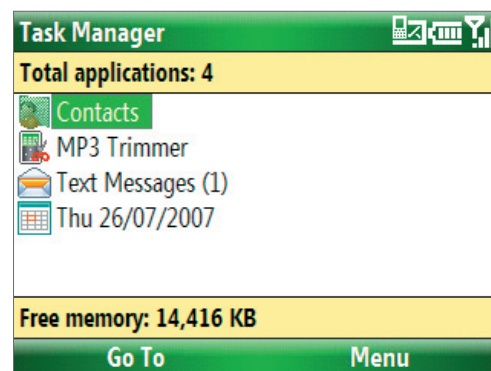 Task Manager
Total applications: 4
Contacts
MP3 Trimmer
Text Messages (1)
Thu 26/07/2007
Free memory: 14,416 KB
Go To Menu